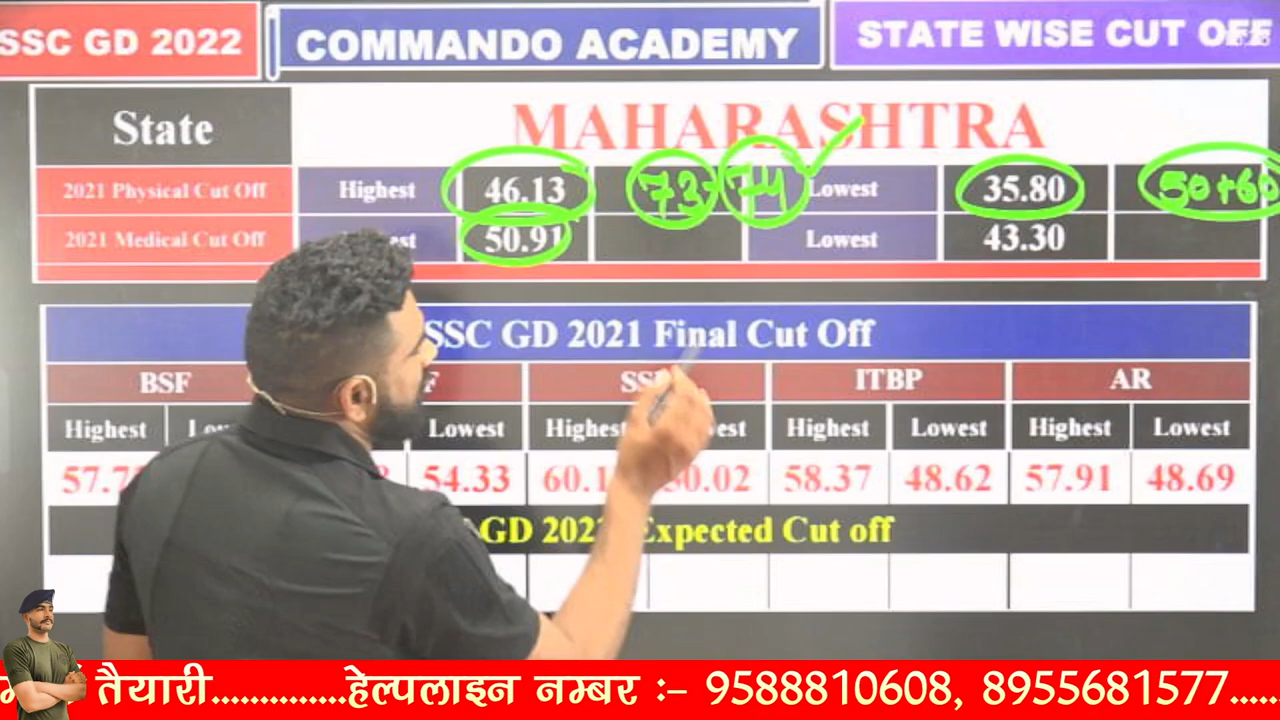 SSC GD 2022 COMMANDO ACADEMY STATE WISE CUT OFF
State MAHARASHTRA
2021 Physical Cut Off Highest 46.13 73+ 74 Lowest 35.80 50+60
2021 Medical Cut Off 50.91 Lowest 43.30
SSC GD 2021 Final Cut Off
BSF ITBP AR
Highest Lowest Highest Highest Lowest Highest Lowest
54.33 58.37 48.62 57.91 48.69
GD Expected Cut off
तैयारी.............हेल्पलाइन नम्बर :- 9588810608, 8955681577.....